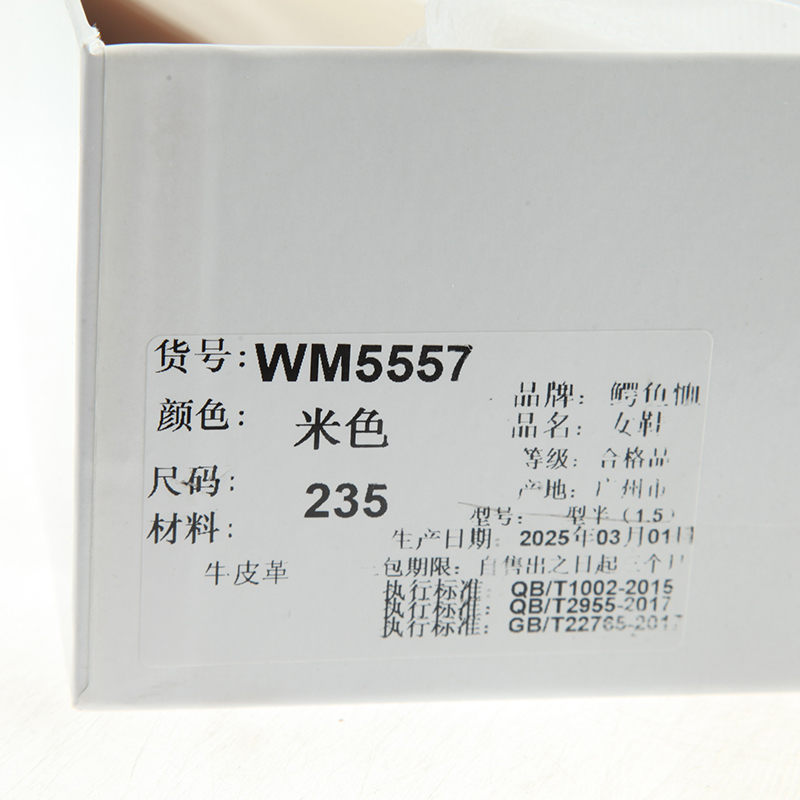 货号: WM5557
颜色: 米色
尺码: 235
材料:
牛皮革
品牌: 鳄鱼恤
品名: 女鞋
等级: 合格品
产地: 广州市
型号: 一型半（1.5）
生产日期: 2025年03月01日
三包期限: 自售出之日起三个月
执行标准: QB/T1002-2015
执行标准: QB/T2955-2017
执行标准: GB/T22765-2017